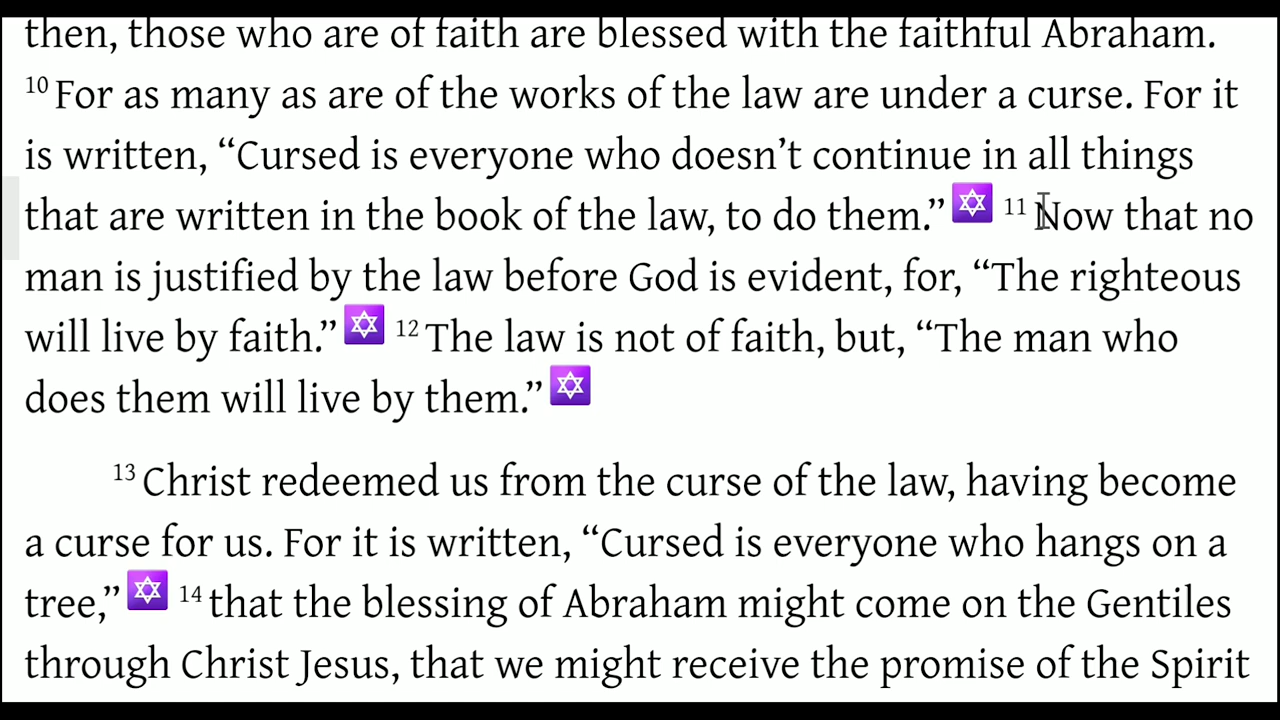 then, those who are of faith are blessed with the faithful Abraham.
10 For as many as are of the works of the law are under a curse. For it
is written, “Cursed is everyone who doesn’t continue in all things
that are written in the book of the law, to do them.”✡ 11 Now that no
man is justified by the law before God is evident, for, “The righteous
will live by faith.”✡ 12 The law is not of faith, but, “The man who
does them will live by them.”✡
13 Christ redeemed us from the curse of the law, having become
a curse for us. For it is written, “Cursed is everyone who hangs on a
tree,”✡ 14 that the blessing of Abraham might come on the Gentiles
through Christ Jesus, that we might receive the promise of the Spirit